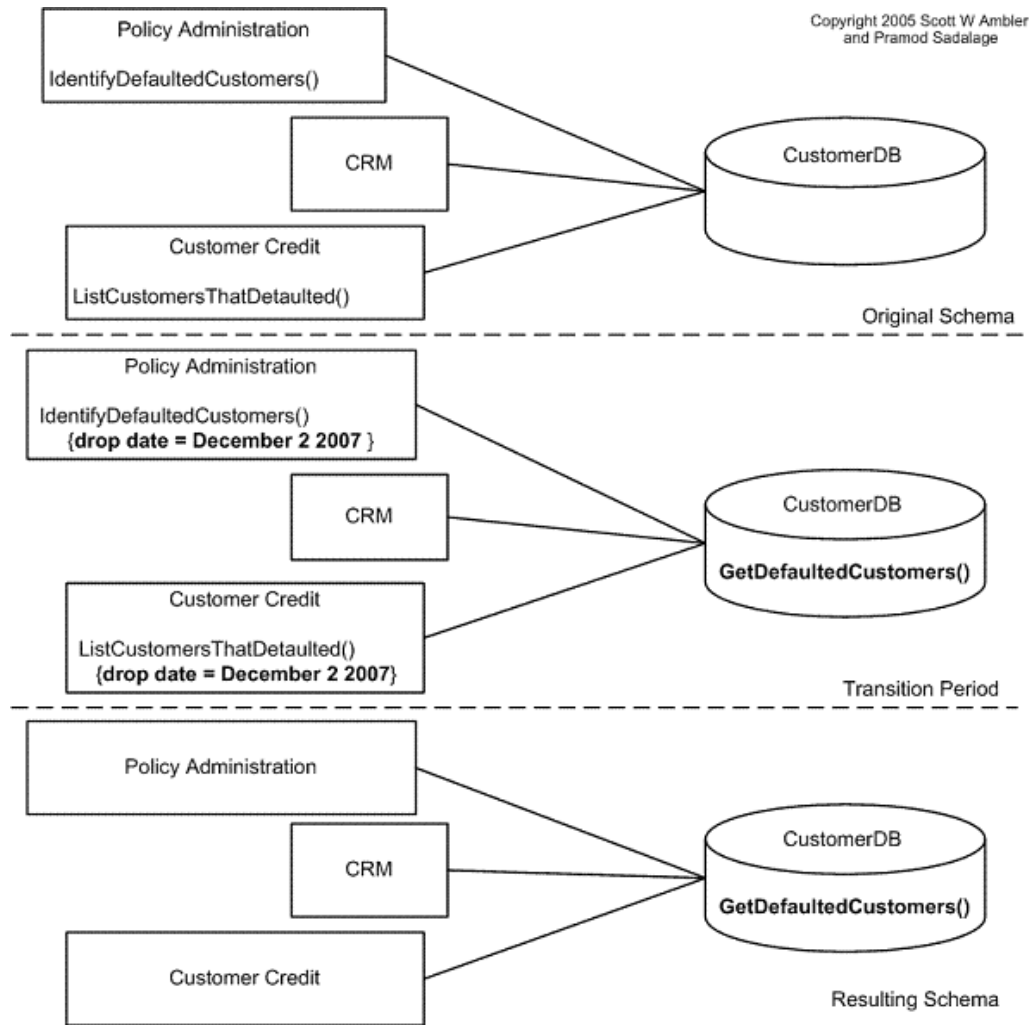 Copyright 2005 Scott W Ambler
and Pramod Sadalage
Policy Administration
IdentifyDefaultedCustomers()
CRM
Customer Credit
ListCustomersThatDetaulted()
CustomerDB
Original Schema
Policy Administration
IdentifyDefaultedCustomers()
{drop date = December 2 2007 }
CRM
Customer Credit
ListCustomersThatDetaulted()
{drop date = December 2 2007}
CustomerDB
GetDefaultedCustomers()
Transition Period
Policy Administration
CRM
Customer Credit
CustomerDB
GetDefaultedCustomers()
Resulting Schema